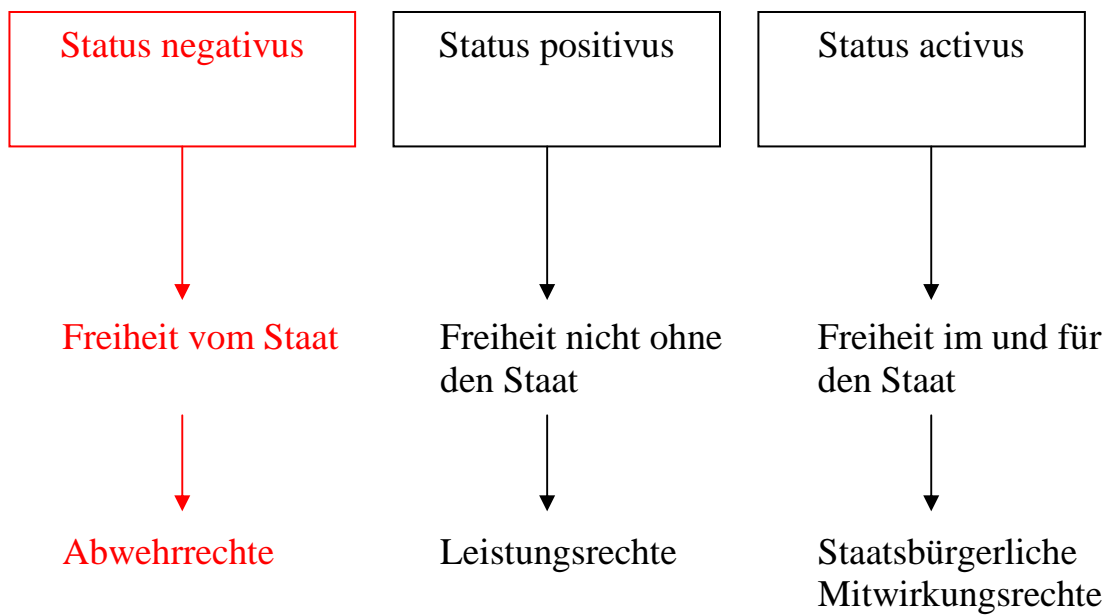 Status negativus
Status positivus
Status activus
Freiheit vom Staat
Freiheit nicht ohne
den Staat
Freiheit im und für
den Staat
Abwehrrechte
Leistungsrechte
Staatsbürgerliche
Mitwirkungsrechte